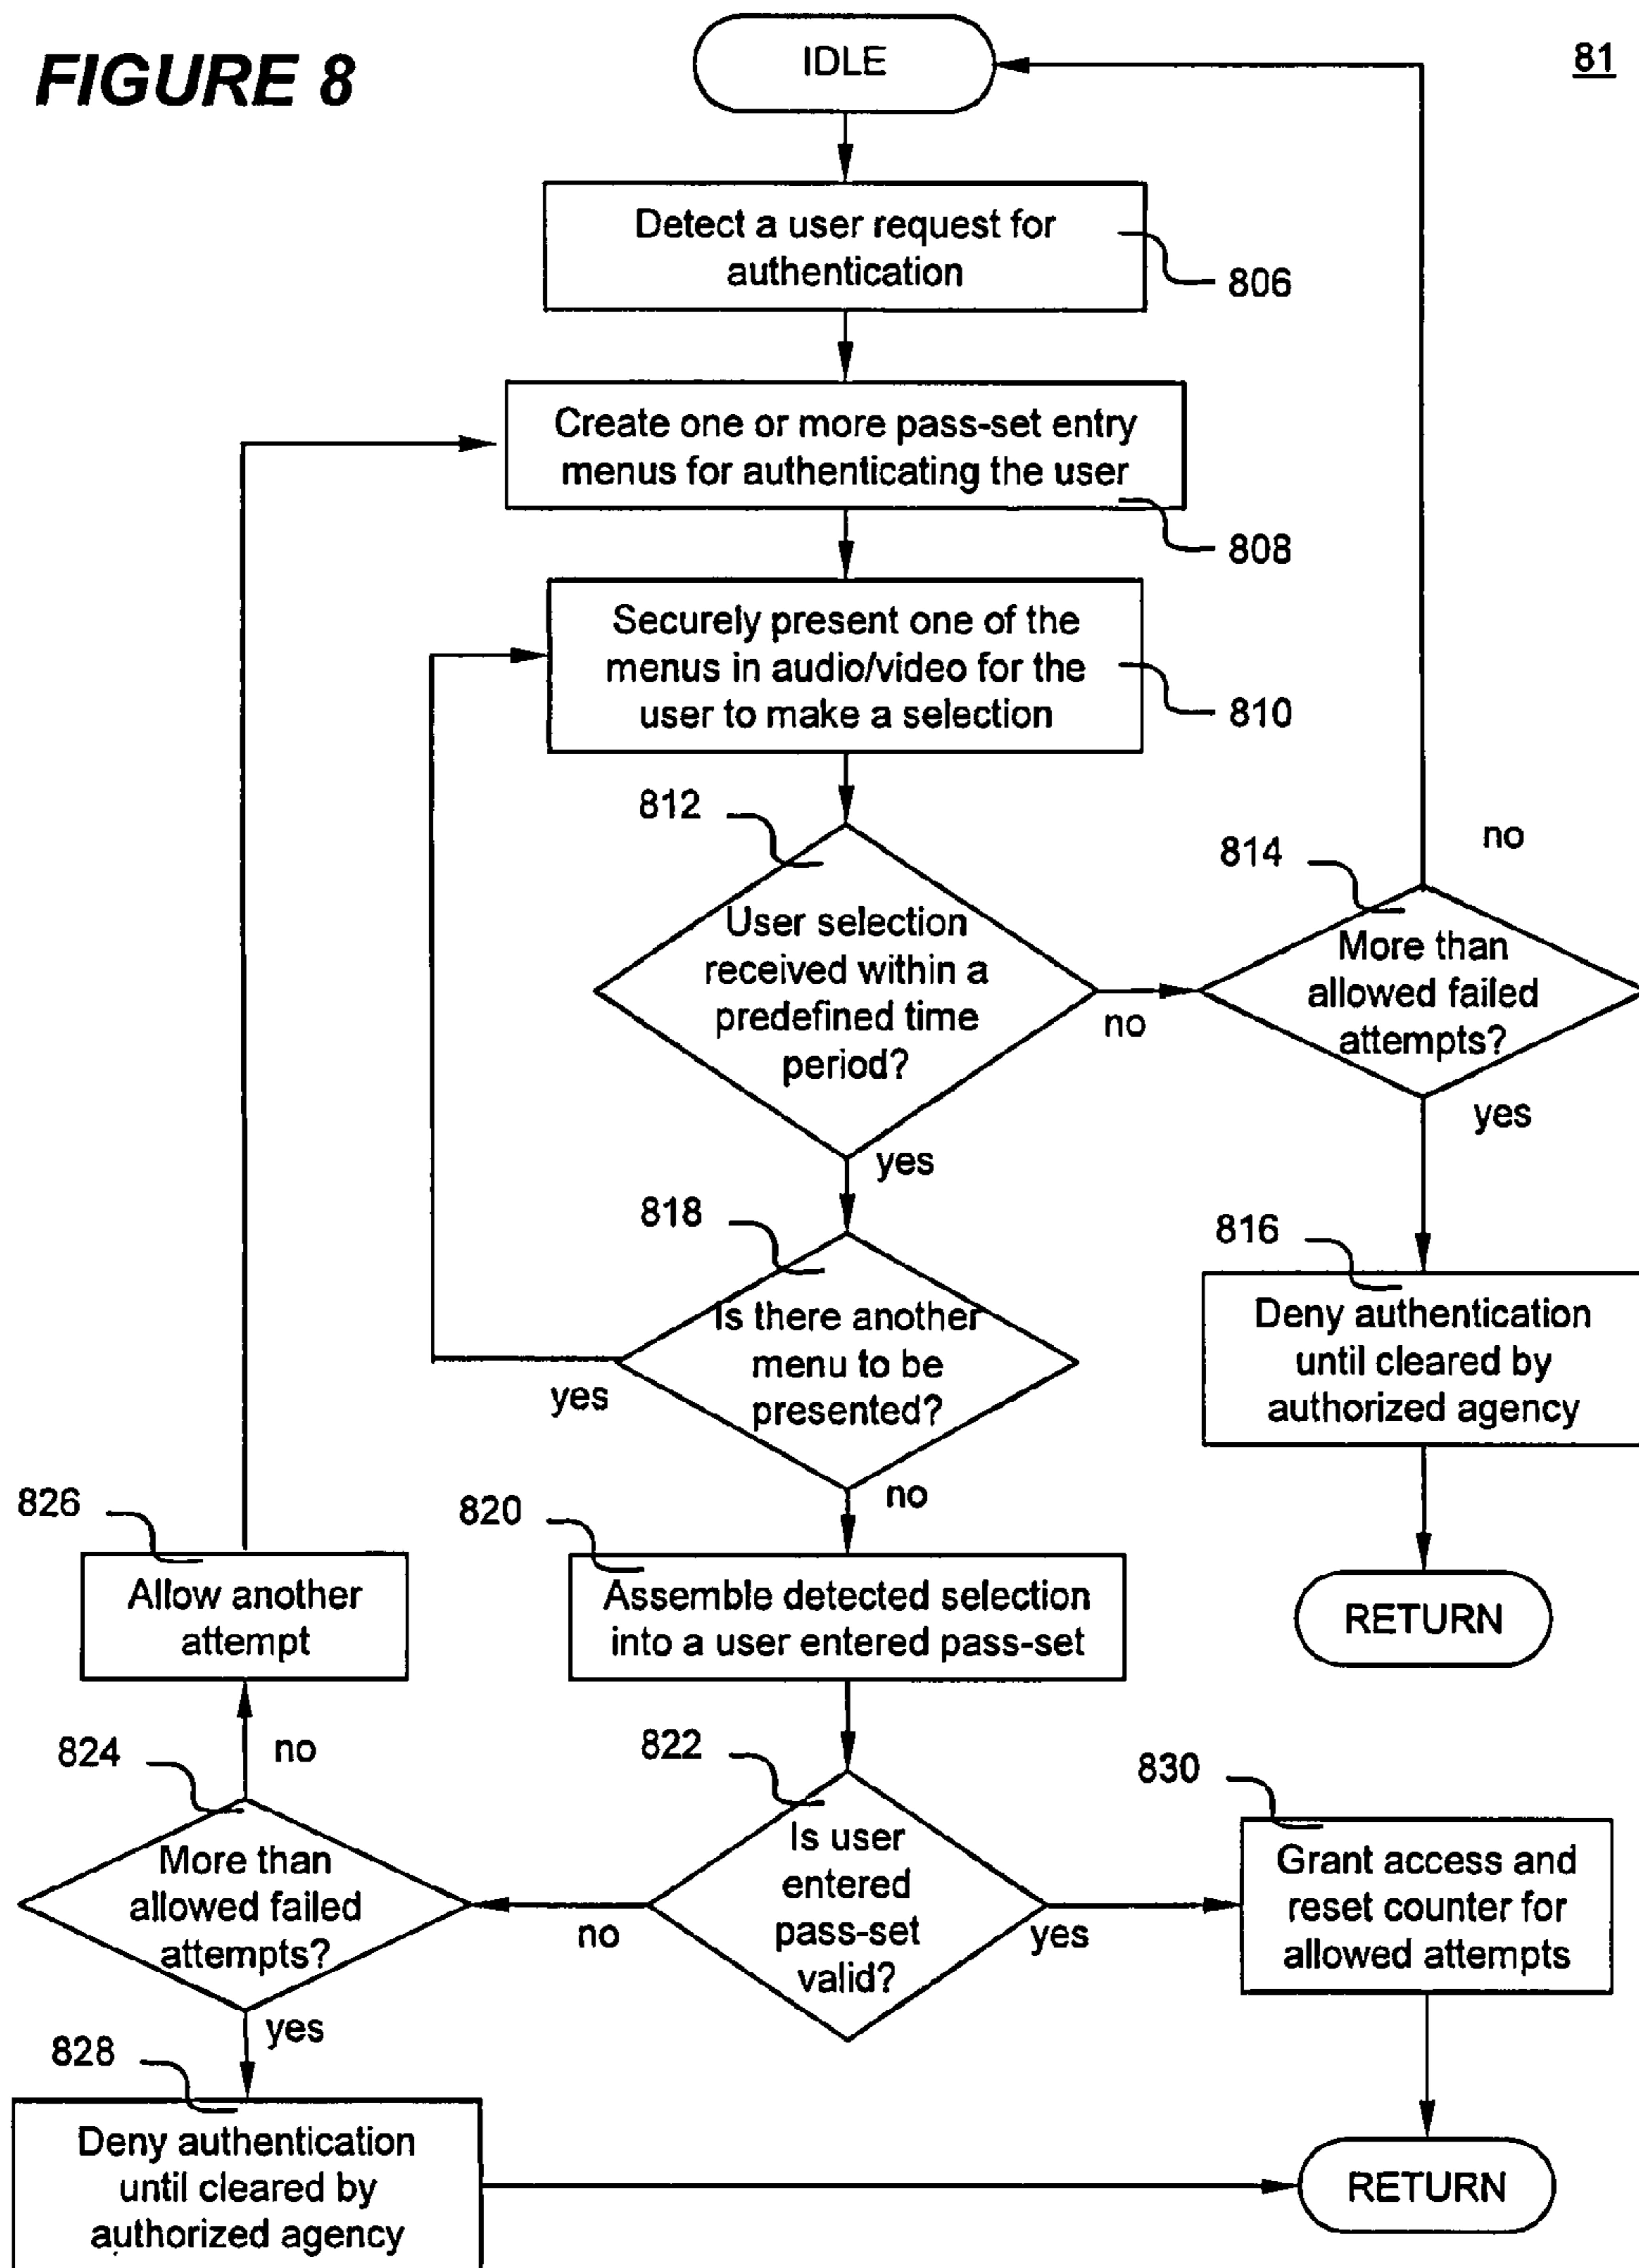 FIGURE 8
IDLE
81
Detect a user request for
authentication
806
Create one or more pass-set entry
menus for authenticating the user
808
Securely present one of the
menus in audio/video for the
user to make a selection
810
812
User selection
received within a
predefined time
period?
no
yes
814
no
More than
allowed failed
attempts?
yes
816
Deny authentication
until cleared by
authorized agency
RETURN
818
Is there another
menu to be
presented?
yes
no
820
Assemble detected selection
into a user entered pass-set
822
Is user
entered
pass-set
valid?
no
yes
824
More than
allowed failed
attempts?
no
yes
826
Allow another
attempt
828
Deny authentication
until cleared by
authorized agency
830
Grant access and
reset counter for
allowed attempts
RETURN